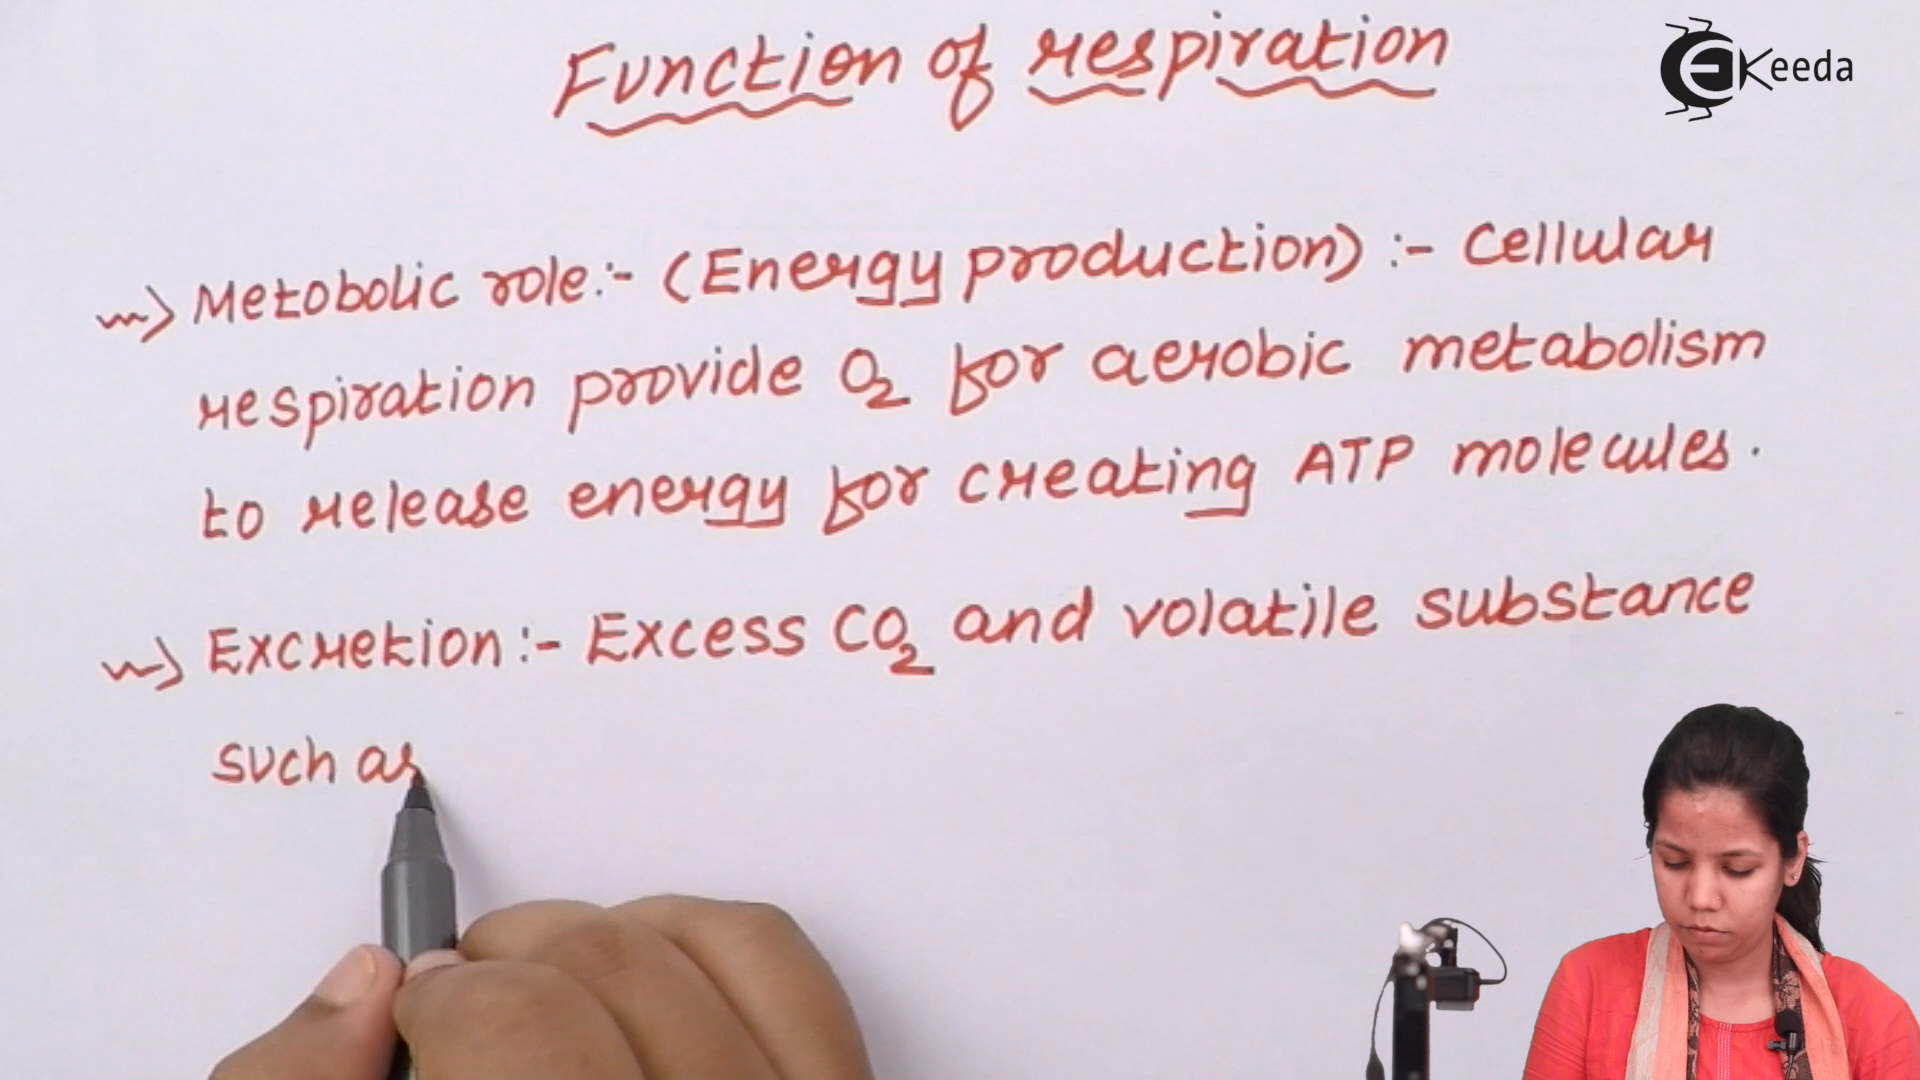 Function of respiration
EKeeda
Metobolic role:- (Energy production) :- Cellular
respiration provide O₂ for aerobic metabolism
to release energy for creating ATP molecules.
Excretion :- Excess CO₂ and volatile substance
such as